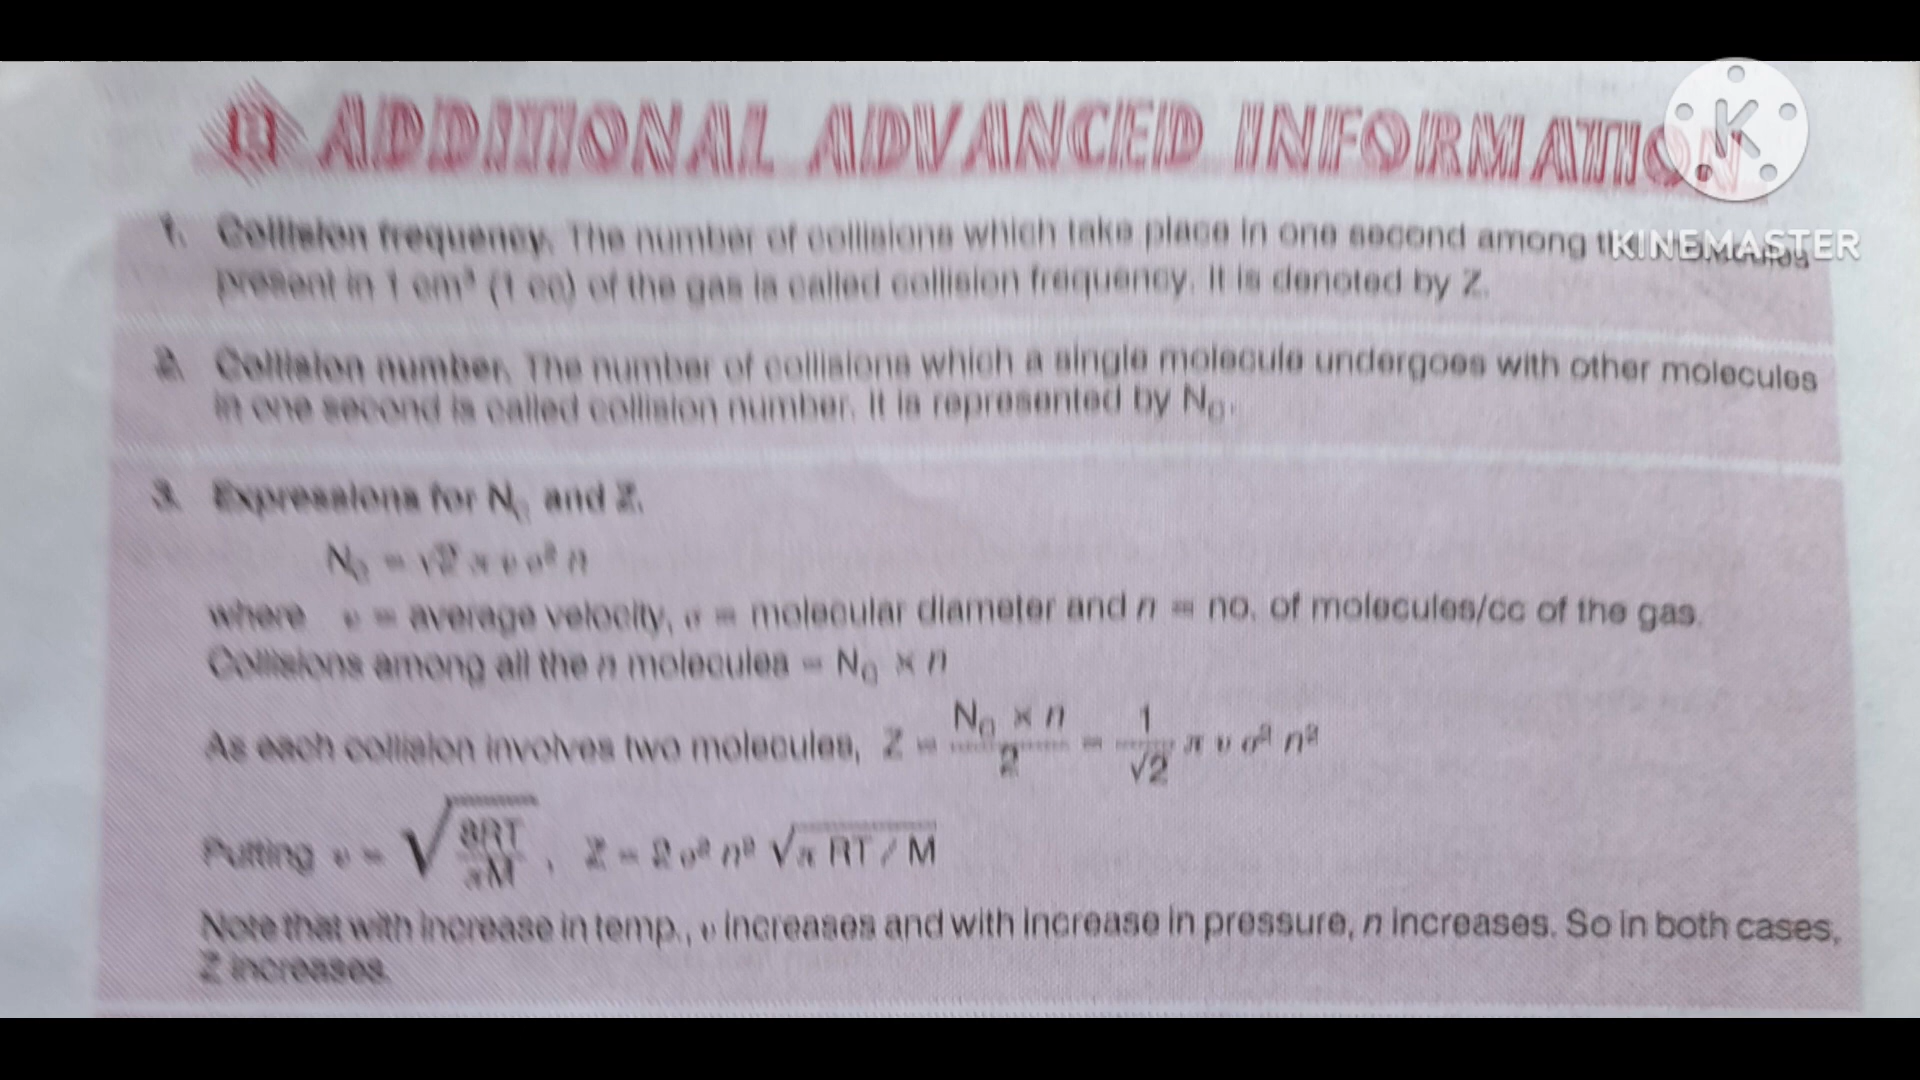 ADDITIONAL ADVANCED INFORMATION
KINEMASTER
1. Collision frequency. The number of collisions which take place in one second among
present in 1 cm³ (1 cc) of the gas is called collision frequency. It is denoted by Z.
2. Collision number. The number of collisions which a single molecule undergoes with other molecules
in one second is called collision number. It is represented by N₀.
3. Expressions for N₀ and Z.
N₀ = √2 π v σ² n
where v = average velocity, σ = molecular diameter and n = no. of molecules/cc of the gas.
Collisions among all the n molecules = N₀ × n
As each collision involves two molecules, Z = N₀ × n / 2 = 1/√2 π v σ² n²
Putting v = √(8RT/πM), Z = 2 σ² n² √(π RT / M)
Note that with increase in temp., v increases and with increase in pressure, n increases. So in both cases,
Z increases.